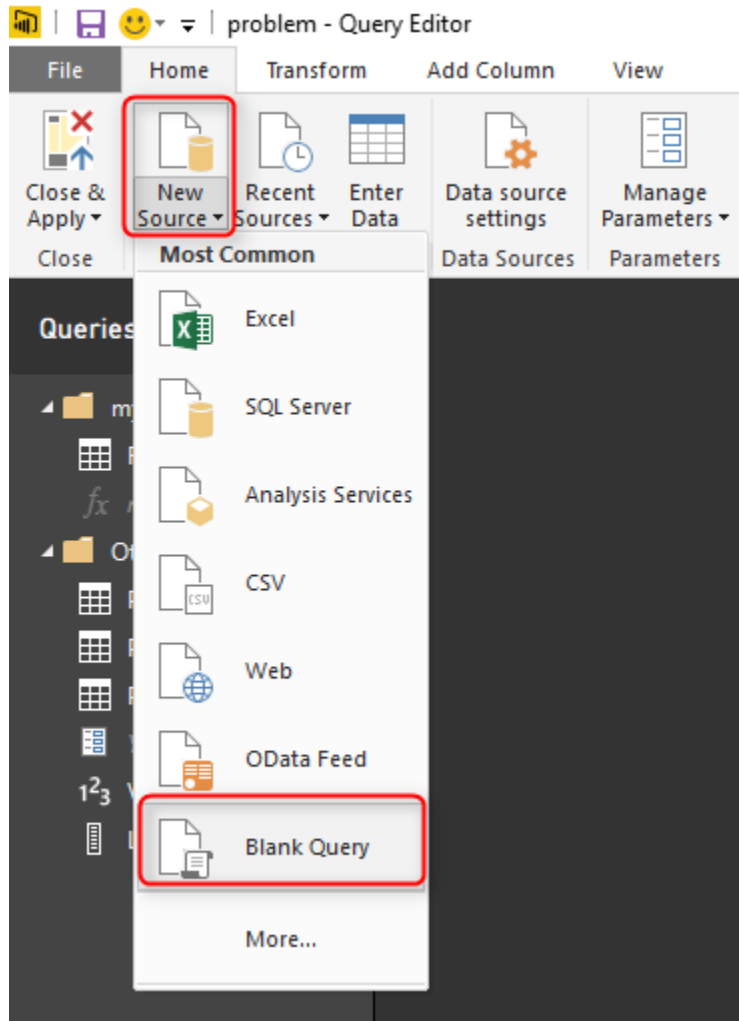 problem - Query Editor
File Home Transform Add Column View
Close & Apply
New Source
Recent Sources
Enter Data
Data source settings
Manage Parameters
Close
Data Sources
Parameters
Most Common
Queries
Excel
SQL Server
Analysis Services
CSV
Web
OData Feed
Blank Query
More...